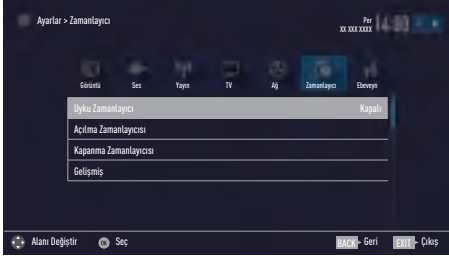 Ayarlar > Zamanlayıcı
Per
XX XXX XXXX
14:00
Görüntü Ses Yayın TV Ağ Zamanlayıcı Ebeveyn
Uyku Zamanlayıcı Kapalı
Açılma Zamanlayıcısı
Kapanma Zamanlayıcısı
Gelişmiş
Alanı Değiştir OK Seç BACK Geri EXIT Çıkış